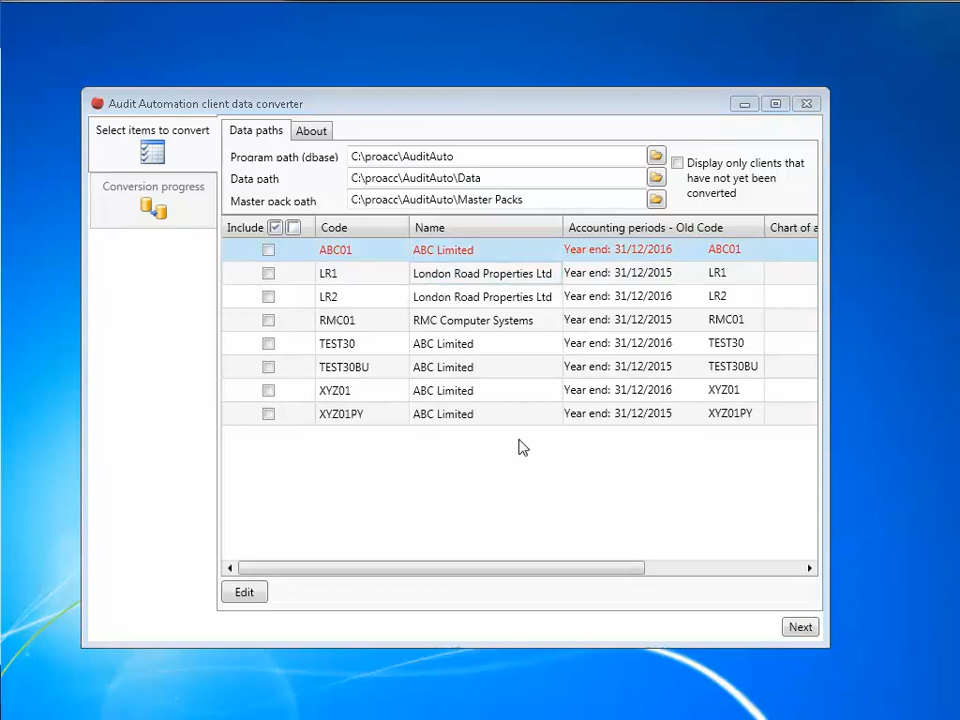 Audit Automation client data converter
Select items to convert
Conversion progress
Data paths About
Program path (dbase) C:\proacc\AuditAuto
Data path C:\proacc\AuditAuto\Data
Master pack path C:\proacc\AuditAuto\Master Packs
Display only clients that
have not yet been
converted
Include Code Name Accounting periods - Old Code Chart of a
ABC01 ABC Limited Year end: 31/12/2016 ABC01
LR1 London Road Properties Ltd Year end: 31/12/2015 LR1
LR2 London Road Properties Ltd Year end: 31/12/2016 LR2
RMC01 RMC Computer Systems Year end: 31/12/2015 RMC01
TEST30 ABC Limited Year end: 31/12/2016 TEST30
TEST30BU ABC Limited Year end: 31/12/2015 TEST30BU
XYZ01 ABC Limited Year end: 31/12/2016 XYZ01
XYZ01PY ABC Limited Year end: 31/12/2015 XYZ01PY
Edit
Next